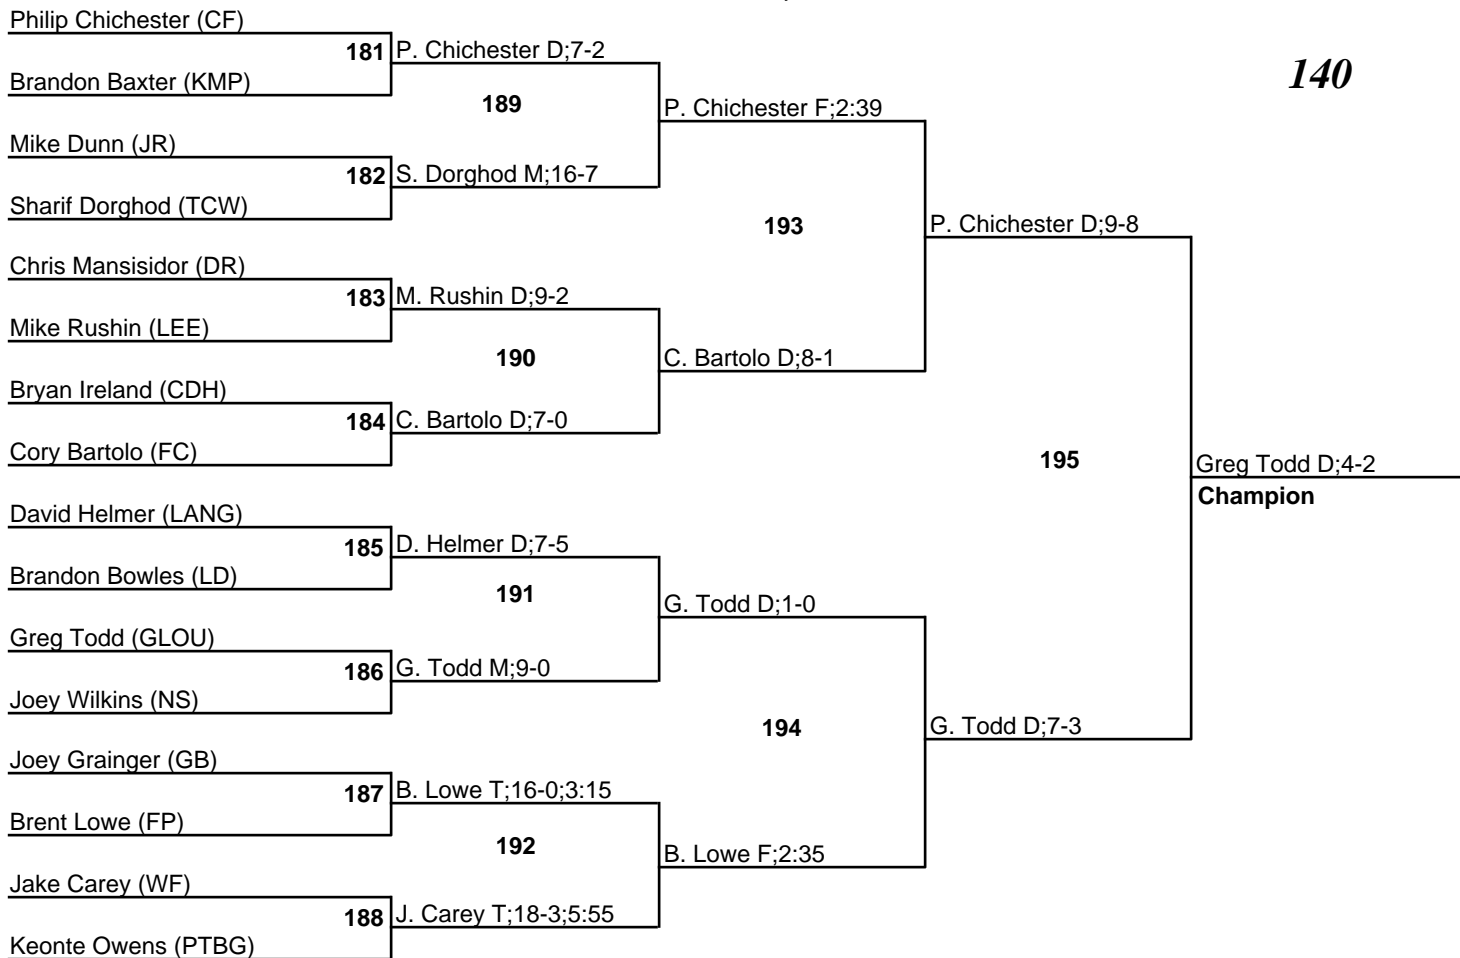 Philip Chichester (CF)
181 P. Chichester D;7-2
140
Brandon Baxter (KMP)
189
P. Chichester F;2:39
Mike Dunn (JR)
182 S. Dorghod M;16-7
Sharif Dorghod (TCW)
193
P. Chichester D;9-8
Chris Mansisidor (DR)
183 M. Rushin D;9-2
Mike Rushin (LEE)
190
C. Bartolo D;8-1
Bryan Ireland (CDH)
184 C. Bartolo D;7-0
Cory Bartolo (FC)
195
Greg Todd D;4-2
Champion
David Helmer (LANG)
185 D. Helmer D;7-5
Brandon Bowles (LD)
191
G. Todd D;1-0
Greg Todd (GLOU)
186 G. Todd M;9-0
Joey Wilkins (NS)
194
G. Todd D;7-3
Joey Grainger (GB)
187 B. Lowe T;16-0;3:15
Brent Lowe (FP)
192
B. Lowe F;2:35
Jake Carey (WF)
188 J. Carey T;18-3;5:55
Keonte Owens (PTBG)